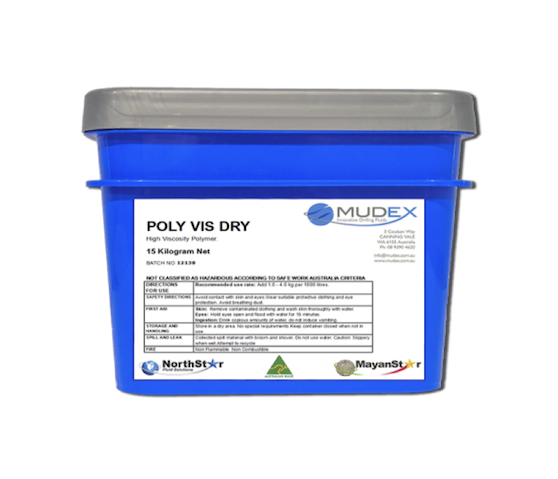 MUDEX
Innovative Drilling Fluids
POLY VIS DRY
High Viscosity Polymer.
15 Kilogram Net
BATCH NO 12139
CANNING VALE
WA 6155 Australia
info@mudex.com.au
www.mudex.com.au
NOT CLASSIFIED AS HAZARDOUS ACCORDING TO SAFE WORK AUSTRALIA CRITERIA
DIRECTIONS FOR USE
Recommended use rate: Add 1.0 - 4.0 kg per 1000 litres.
SAFETY DIRECTIONS
Avoid contact with skin and eyes Wear suitable protective clothing and eye
protection. Avoid breathing dust.
FIRST AID
Skin: Remove contaminated clothing and wash skin thoroughly with water.
Eyes: Hold eyes open and flood with water for 15 minutes.
Ingestion: Drink copious amounts of water, do not induce vomiting.
STORAGE AND HANDLING
Store in a dry area. No special requirements Keep container closed when not in
use.
SPILL AND LEAK
Collected spilt material with broom and shovel. Do not use water. Caution: Slippery
when wet Attempt to recycle
FIRE
Non Flammable. Non Combustible.
NorthStar
Fluid Solutions
AUSTRALIAN MADE
MayanStar